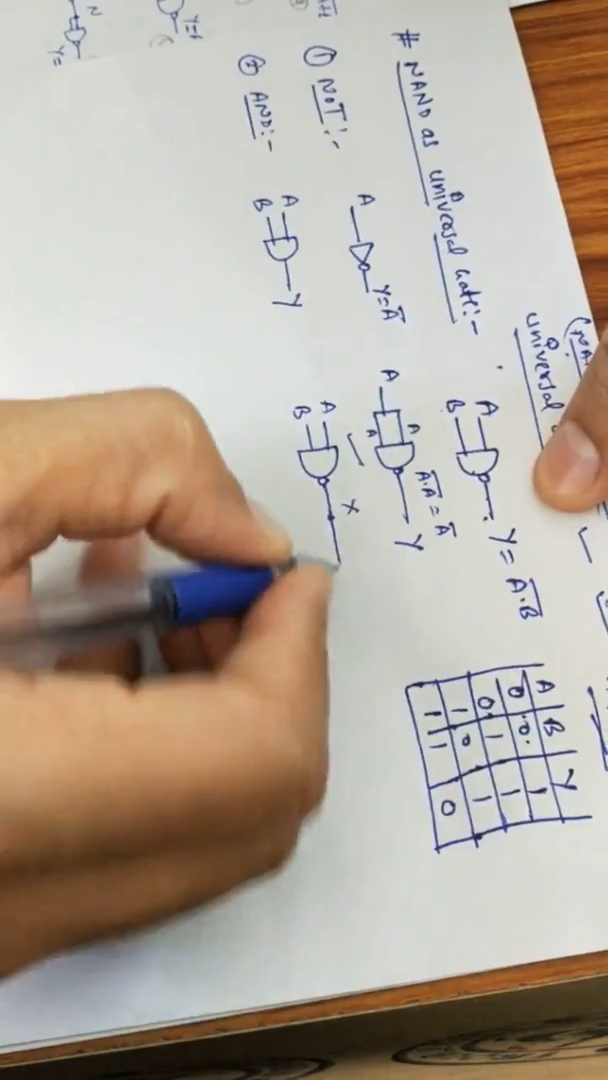 universal
# NAND as universal Gate:-
A
B
Y = A̅.̅B̅
A B Y
0 0 1
0 1 1
1 0 1
1 1 0
① NOT:-
A
Y=A̅
A
A
A
A̅.̅A̅ = A̅
Y
② AND:-
A
B
Y
A
B
X
N
Y=